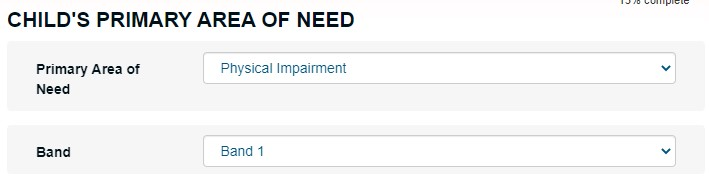 CHILD'S PRIMARY AREA OF NEED
Primary Area of
Need
Physical Impairment
Band
Band 1